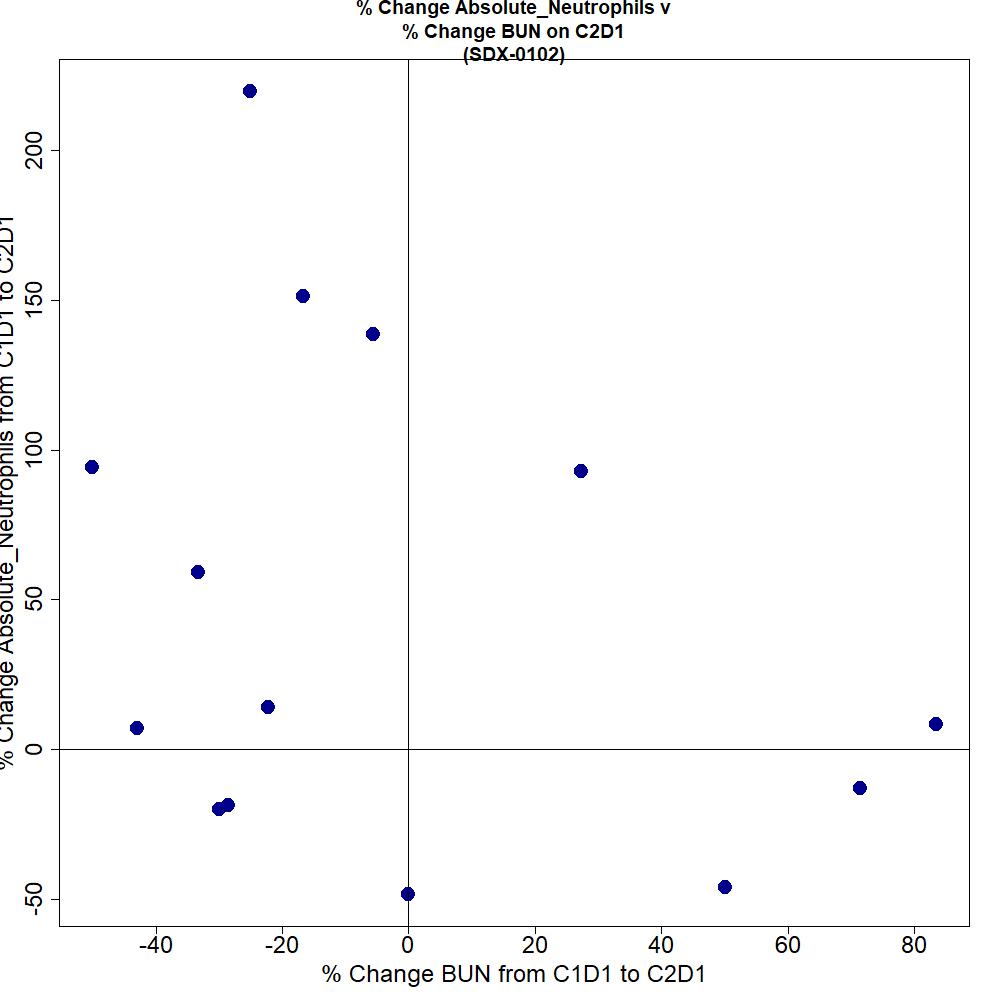 % Change Absolute_Neutrophils v
% Change BUN on C2D1
(SDX-0102)
% Change Absolute_Neutrophils from C1D1 to C2D1
200
150
100
50
0
-50
-40
-20
0
20
40
60
80
% Change BUN from C1D1 to C2D1